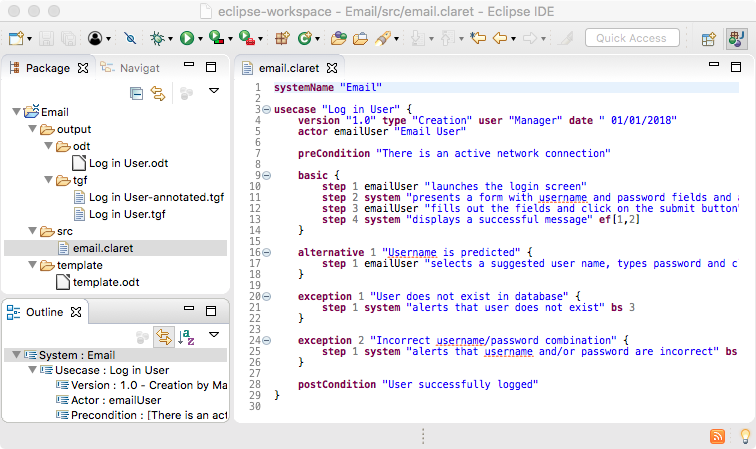 eclipse-workspace - Email/src/email.claret - Eclipse IDE
Quick Access
Package
Navigat
Email
output
odt
Log in User.odt
tgf
Log in User-annotated.tgf
Log in User.tgf
src
email.claret
template
template.odt
Outline
System : Email
Usecase : Log in User
Version : 1.0 - Creation by Ma
Actor : emailUser
Precondition : [There is an act
email.claret
1 systemName "Email"
2
3 usecase "Log in User" {
4 version "1.0" type "Creation" user "Manager" date " 01/01/2018"
5 actor emailUser "Email User"
6
7 preCondition "There is an active network connection"
8
9 basic {
10 step 1 emailUser "launches the login screen"
11 step 2 system "presents a form with username and password fields and a
12 step 3 emailUser "fills out the fields and click on the submit button"
13 step 4 system "displays a successful message" ef[1,2]
14 }
15
16 alternative 1 "Username is predicted" {
17 step 1 emailUser "selects a suggested user name, types password and c
18 }
19
20 exception 1 "User does not exist in database" {
21 step 1 system "alerts that user does not exist" bs 3
22 }
23
24 exception 2 "Incorrect username/password combination" {
25 step 1 system "alerts that username and/or password are incorrect" bs
26 }
27
28 postCondition "User successfully logged"
29 }
30